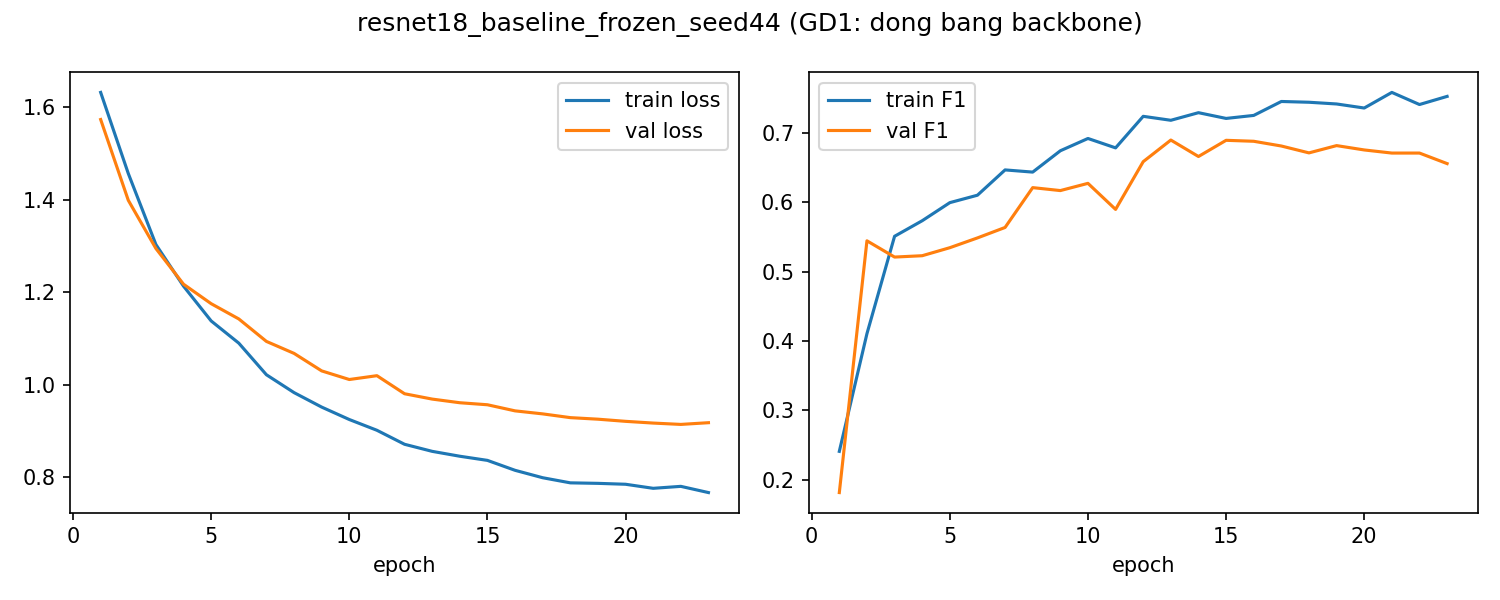 resnet18_baseline_frozen_seed44 (GD1: dong bang backbone)
train loss
val loss
1.6
1.4
1.2
1.0
0.8
0 5 10 15 20
epoch
train F1
val F1
0.7
0.6
0.5
0.4
0.3
0.2
0 5 10 15 20
epoch